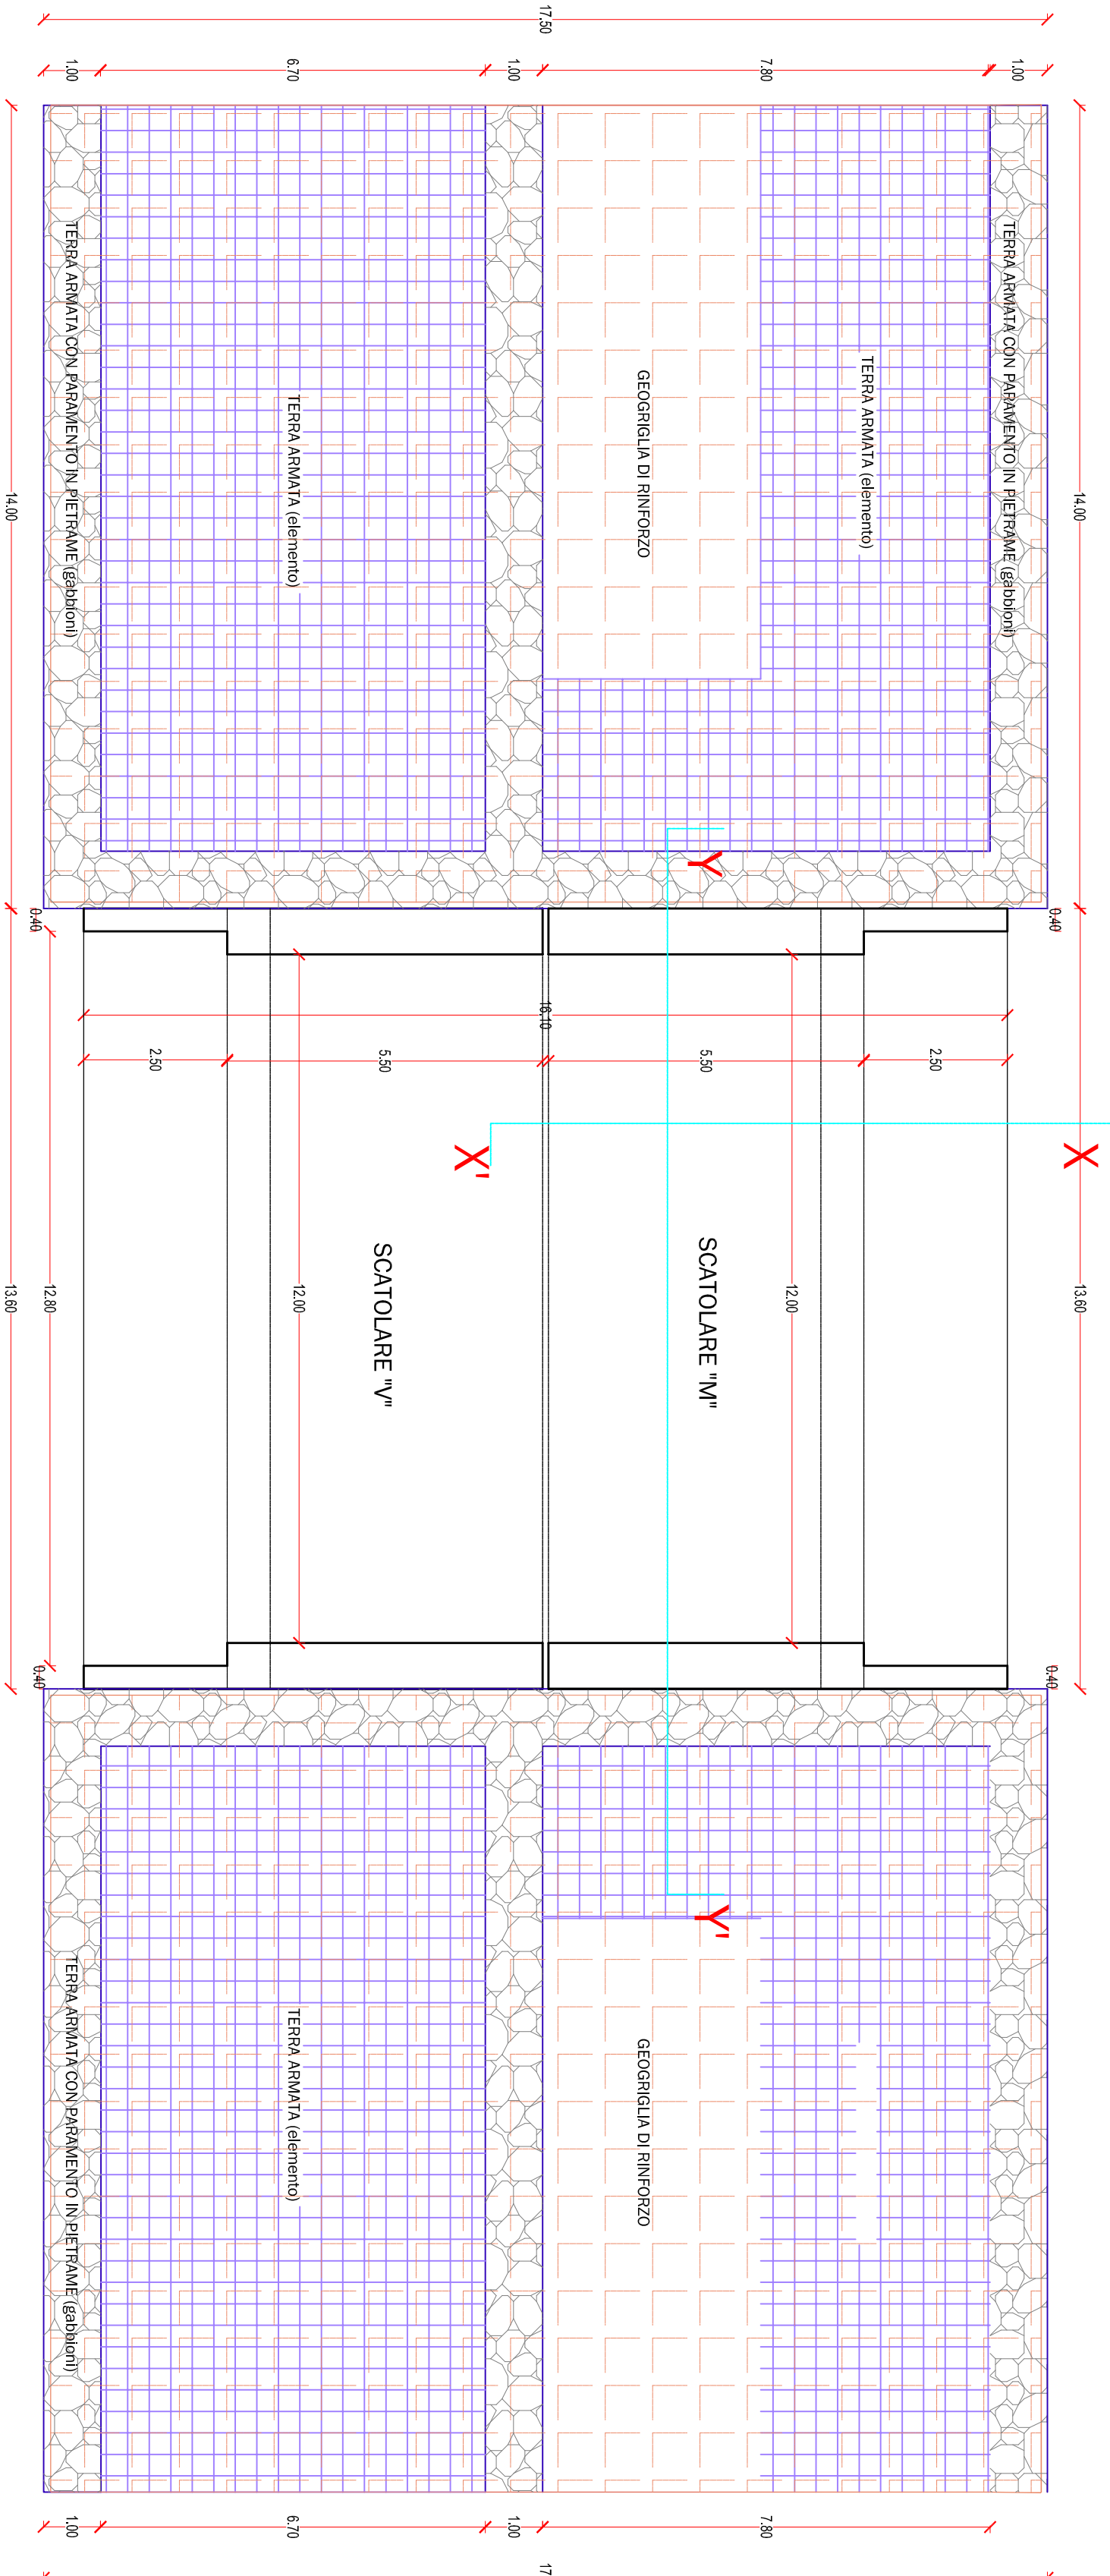 14.00
X
13.60
0.40
0.40
1.00
TERRA ARMATA CON PARAMENTO IN PIETRAME (gabbioni)
2.50
TERRA ARMATA (elemento)
12.00
7.80
7.80
Y
5.50
SCATOLARE "M"
Y'
GEOGRIGLIA DI RINFORZO
GEOGRIGLIA DI RINFORZO
17.50
16.10
17
1.00
1.00
X'
5.50
SCATOLARE "V"
6.70
TERRA ARMATA (elemento)
12.00
TERRA ARMATA (elemento)
6.70
2.50
1.00
TERRA ARMATA CON PARAMENTO IN PIETRAME (gabbioni)
TERRA ARMATA CON PARAMENTO IN PIETRAME (gabbioni)
1.00
12.80
0.40
0.40
14.00
13.60